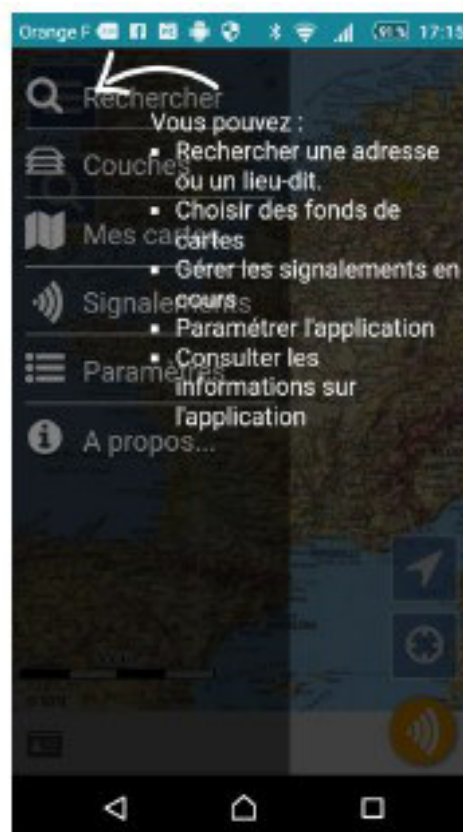 Orange F 91% 17:15
Rechercher
Vous pouvez :
▪ Rechercher une adresse
ou un lieu-dit.
Couches
▪ Choisir des fonds de
cartes
Mes cartes
▪ Gérer les signalements en
cours
Signalements
▪ Paramétrer l'application
▪ Consulter les
informations sur
l'application
Paramètres
A propos...